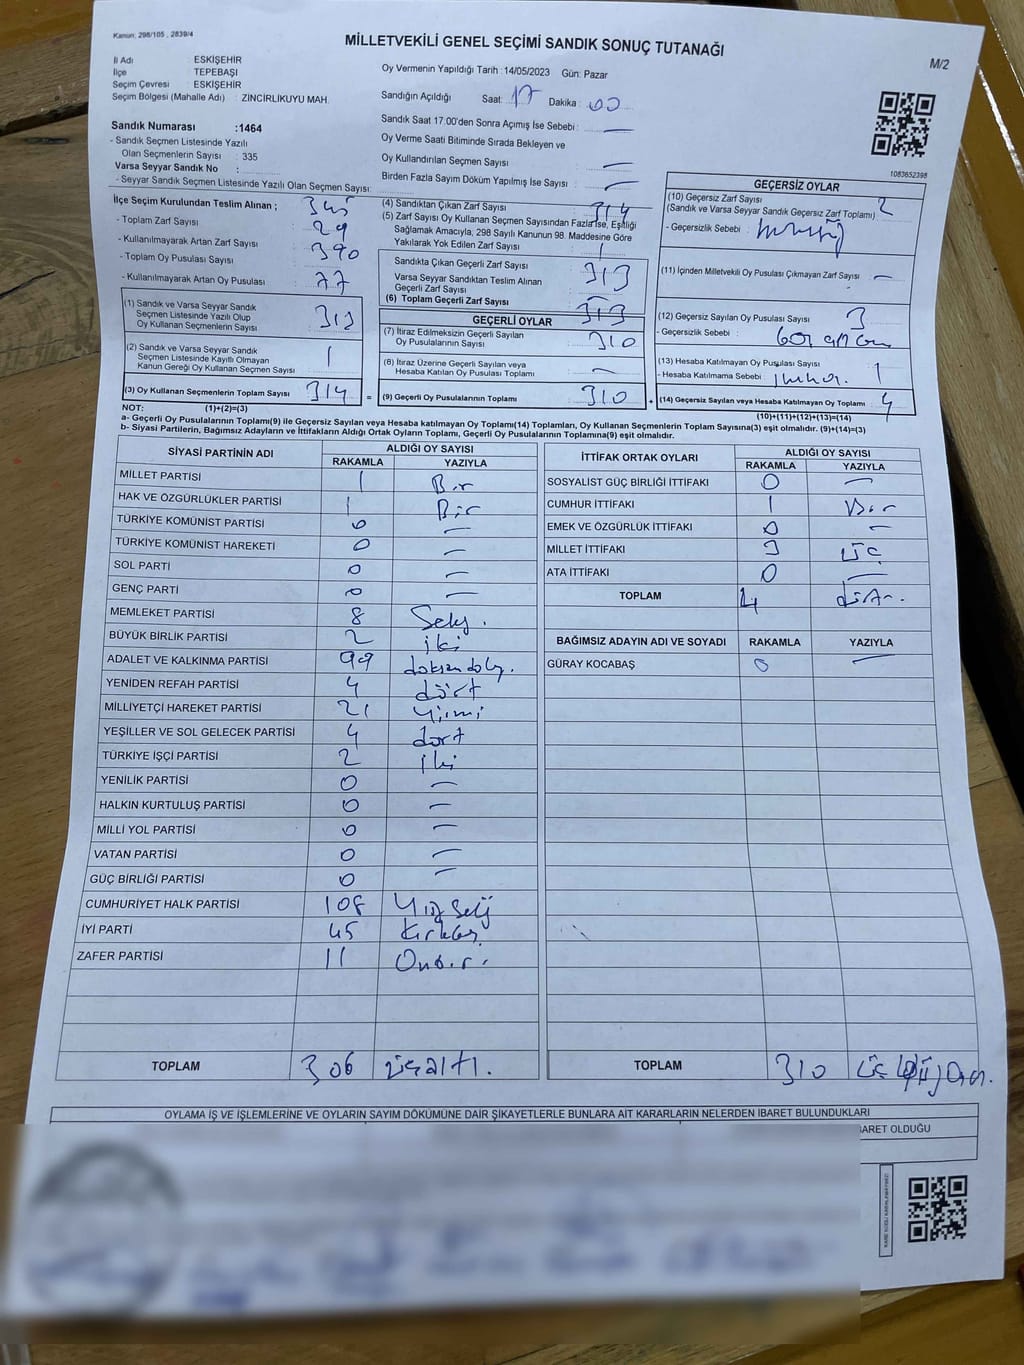 Kanun: 298/105 , 2839/4
MİLLETVEKİLİ GENEL SEÇİMİ SANDIK SONUÇ TUTANAĞI
M/2
İl Adı : ESKİŞEHİR
İlçe : TEPEBAŞI
Seçim Çevresi : ESKİŞEHİR
Seçim Bölgesi (Mahalle Adı) : ZİNCİRLİKUYU MAH.
Sandık Numarası :1464
- Sandık Seçmen Listesinde Yazılı
Olan Seçmenlerin Sayısı : 335
Varsa Seyyar Sandık No :
- Seyyar Sandık Seçmen Listesinde Yazılı Olan Seçmen Sayısı:
Oy Vermenin Yapıldığı Tarih :14/05/2023 Gün: Pazar
Sandığın Açıldığı Saat: 17 Dakika : 00
Sandık Saat 17:00'den Sonra Açımış İse Sebebi : —
Oy Verme Saati Bitiminde Sırada Bekleyen ve
Oy Kullandırılan Seçmen Sayısı : —
Birden Fazla Sayım Döküm Yapılmış İse Sayısı : —
1083652398
İlçe Seçim Kurulundan Teslim Alınan ;
- Toplam Zarf Sayısı :
- Kullanılmayarak Artan Zarf Sayısı : 29
- Toplam Oy Pusulası Sayısı : 390
- Kullanılmayarak Artan Oy Pusulası : 77
(1) Sandık ve Varsa Seyyar Sandık
Seçmen Listesinde Yazılı Olup
Oy Kullanan Seçmenlerin Sayısı : 313
(2) Sandık ve Varsa Seyyar Sandık
Seçmen Listesinde Kayıtlı Olmayan
Kanun Gereği Oy Kullanan Seçmen Sayısı : 1
(3) Oy Kullanan Seçmenlerin Toplam Sayısı : 314
(4) Sandıktan Çıkan Zarf Sayısı : 314
(5) Zarf Sayısı Oy Kullanan Seçmen Sayısından Fazla İse, Eşitliği
Sağlamak Amacıyla; 298 Sayılı Kanunun 98. Maddesine Göre
Yakılarak Yok Edilen Zarf Sayısı :
Sandıkta Çıkan Geçerli Zarf Sayısı : 313
Varsa Seyyar Sandıktan Teslim Alınan
Geçerli Zarf Sayısı : —
(6) Toplam Geçerli Zarf Sayısı : 313
GEÇERLİ OYLAR
(7) İtiraz Edilmeksizin Geçerli Sayılan
Oy Pusulalarının Sayısı : 310
(8) İtiraz Üzerine Geçerli Sayılan veya
Hesaba Katılan Oy Pusulası Toplamı : —
= (9) Geçerli Oy Pusulalarının Toplamı : 310
GEÇERSİZ OYLAR
(10) Geçersiz Zarf Sayısı
(Sandık ve Varsa Seyyar Sandık Geçersiz Zarf Toplamı) : 2
- Geçersizlik Sebebi :
(11) İçinden Milletvekili Oy Pusulası Çıkmayan Zarf Sayısı : —
(12) Geçersiz Sayılan Oy Pusulası Sayısı : 3
- Geçersizlik Sebebi :
(13) Hesaba Katılmayan Oy Pusulası Sayısı : 1
- Hesaba Katılmama Sebebi :
+ (14) Geçersiz Sayılan veya Hesaba Katılmayan Oy Toplamı : 4
NOT: (1)+(2)=(3)
(10)+(11)+(12)+(13)=(14)
a- Geçerli Oy Pusulalarının Toplamı(9) ile Geçersiz Sayılan veya Hesaba katılmayan Oy Toplamı(14) Toplamları, Oy Kullanan Seçmenlerin Toplam Sayısına(3) eşit olmalıdır. (9)+(14)=(3)
b- Siyasi Partilerin, Bağımsız Adayların ve İttifakların Aldığı Ortak Oyların Toplamı, Geçerli Oy Pusulalarının Toplamına(9) eşit olmalıdır.
SİYASİ PARTİNİN ADI ALDIĞI OY SAYISI
RAKAMLA YAZIYLA
MİLLET PARTİSİ 1 Bir
HAK VE ÖZGÜRLÜKLER PARTİSİ 1 Bir
TÜRKİYE KOMÜNİST PARTİSİ 0 —
TÜRKİYE KOMÜNİST HAREKETİ 0 —
SOL PARTİ 0 —
GENÇ PARTİ 0 —
MEMLEKET PARTİSİ 8 Sekiz
BÜYÜK BİRLİK PARTİSİ 2 iki
ADALET VE KALKINMA PARTİSİ 99 doksan dokuz
YENİDEN REFAH PARTİSİ 4 dört
MİLLİYETÇİ HAREKET PARTİSİ 21
YEŞİLLER VE SOL GELECEK PARTİSİ 4 dört
TÜRKİYE İŞÇİ PARTİSİ 2 iki
YENİLİK PARTİSİ 0 —
HALKIN KURTULUŞ PARTİSİ 0 —
MİLLİ YOL PARTİSİ 0 —
VATAN PARTİSİ 0 —
GÜÇ BİRLİĞİ PARTİSİ 0 —
CUMHURİYET HALK PARTİSİ 108 Yüz Sekiz
İYİ PARTİ 45 Kırkbeş
ZAFER PARTİSİ 11 Onbir
TOPLAM 306 üçaltı.
İTTİFAK ORTAK OYLARI ALDIĞI OY SAYISI
RAKAMLA YAZIYLA
SOSYALIST GÜÇ BİRLİĞİ İTTİFAKI 0 —
CUMHUR İTTİFAKI 1 Bir
EMEK VE ÖZGÜRLÜK İTTİFAKI 0 —
MİLLET İTTİFAKI 3 üç
ATA İTTİFAKI 0 —
TOPLAM 4 dört.
BAĞIMSIZ ADAYIN ADI VE SOYADI RAKAMLA YAZIYLA
GÜRAY KOCABAŞ 0 —
TOPLAM 310
OYLAMA İŞ VE İŞLEMLERİNE VE OYLARIN SAYIM DÖKÜMÜNE DAİR ŞİKAYETLERLE BUNLARA AİT KARARLARIN NELERDEN İBARET BULUNDUKLARI
BARET OLDUĞU